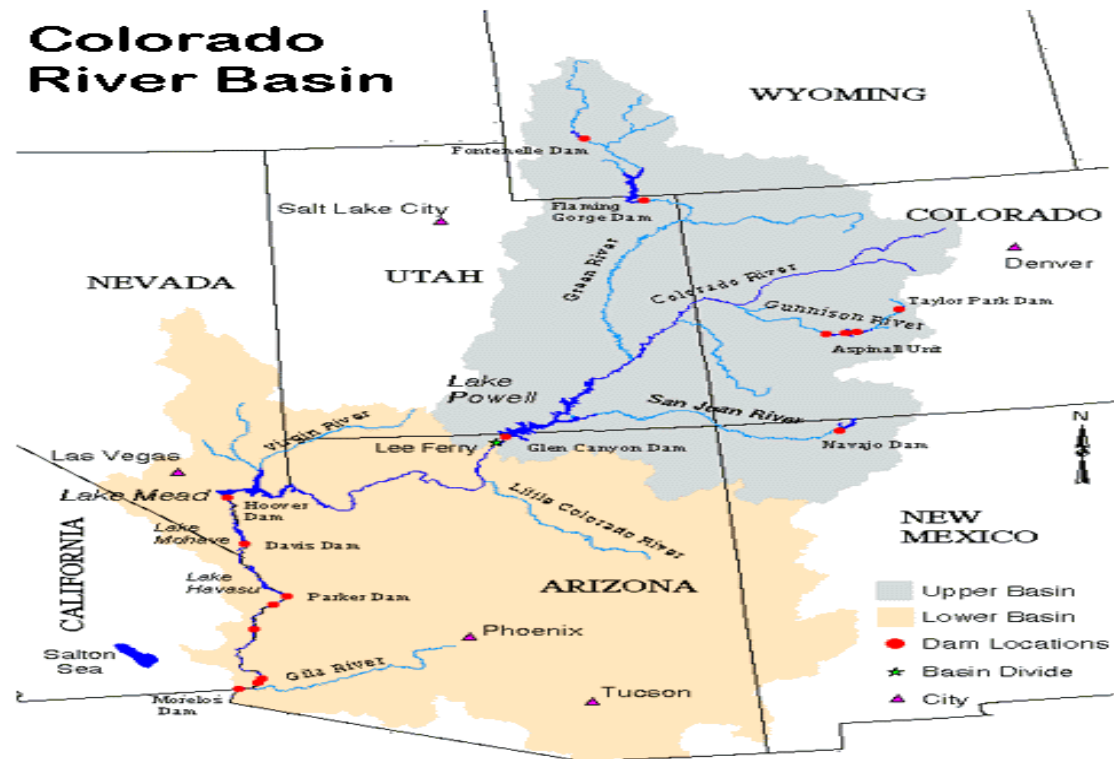 Colorado
River Basin
WYOMING
Fontenelle Dam
Salt Lake City
Flaming
Gorge Dam
COLORADO
Denver
NEVADA
UTAH
Green River
Colorado River
Taylor Park Dam
Gunnison River
Aspinall Unit
Lake
Powell
San Juan River
N
Virgin River
Lee Ferry
Glen Canyon Dam
Navajo Dam
Las Vegas
Lake Mead
Hoover
Dam
Little Colorado River
NEW
MEXICO
Lake
Mohave
Davis Dam
CALIFORNIA
Lake
Havasu
Parker Dam
ARIZONA
Upper Basin
Lower Basin
Dam Locations
Basin Divide
City
Phoenix
Salton
Sea
Gila River
Tucson
Morelos
Dam